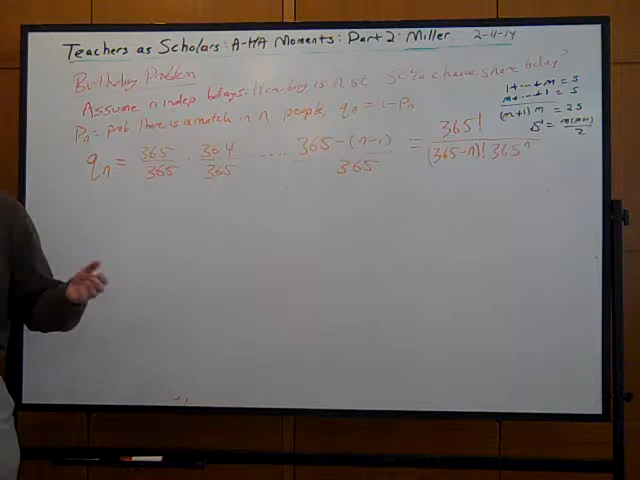 Teachers as Scholars: A-HA Moments: Part 2: Miller 2-11-14
Birthday Problem
Assume n indep bdays. How big is n st 50% chance share bday?
Pn = prob there is a match in n people, qn = 1 - Pn
qn = 365/365 · 364/365 · ... · 365-(n-1)/365 = 365!/(365-n)! 365^n
1+...+m = S
m+...+1 = S
(m+1)m = 2S
S = m(m+1)/2